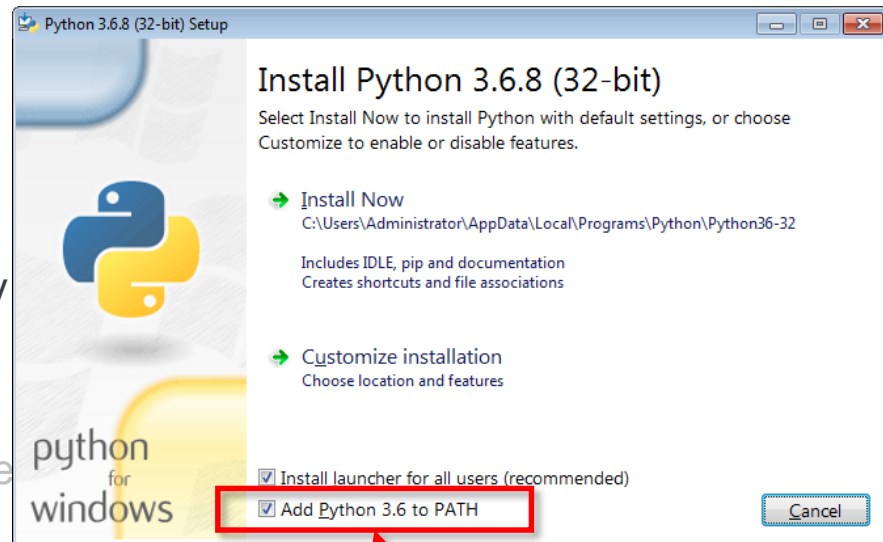 Python 3.6.8 (32-bit) Setup
Install Python 3.6.8 (32-bit)
Select Install Now to install Python with default settings, or choose
Customize to enable or disable features.
Install Now
C:\Users\Administrator\AppData\Local\Programs\Python\Python36-32
Includes IDLE, pip and documentation
Creates shortcuts and file associations
y
Customize installation
Choose location and features
e
python
for
windows
Install launcher for all users (recommended)
Add Python 3.6 to PATH
Cancel